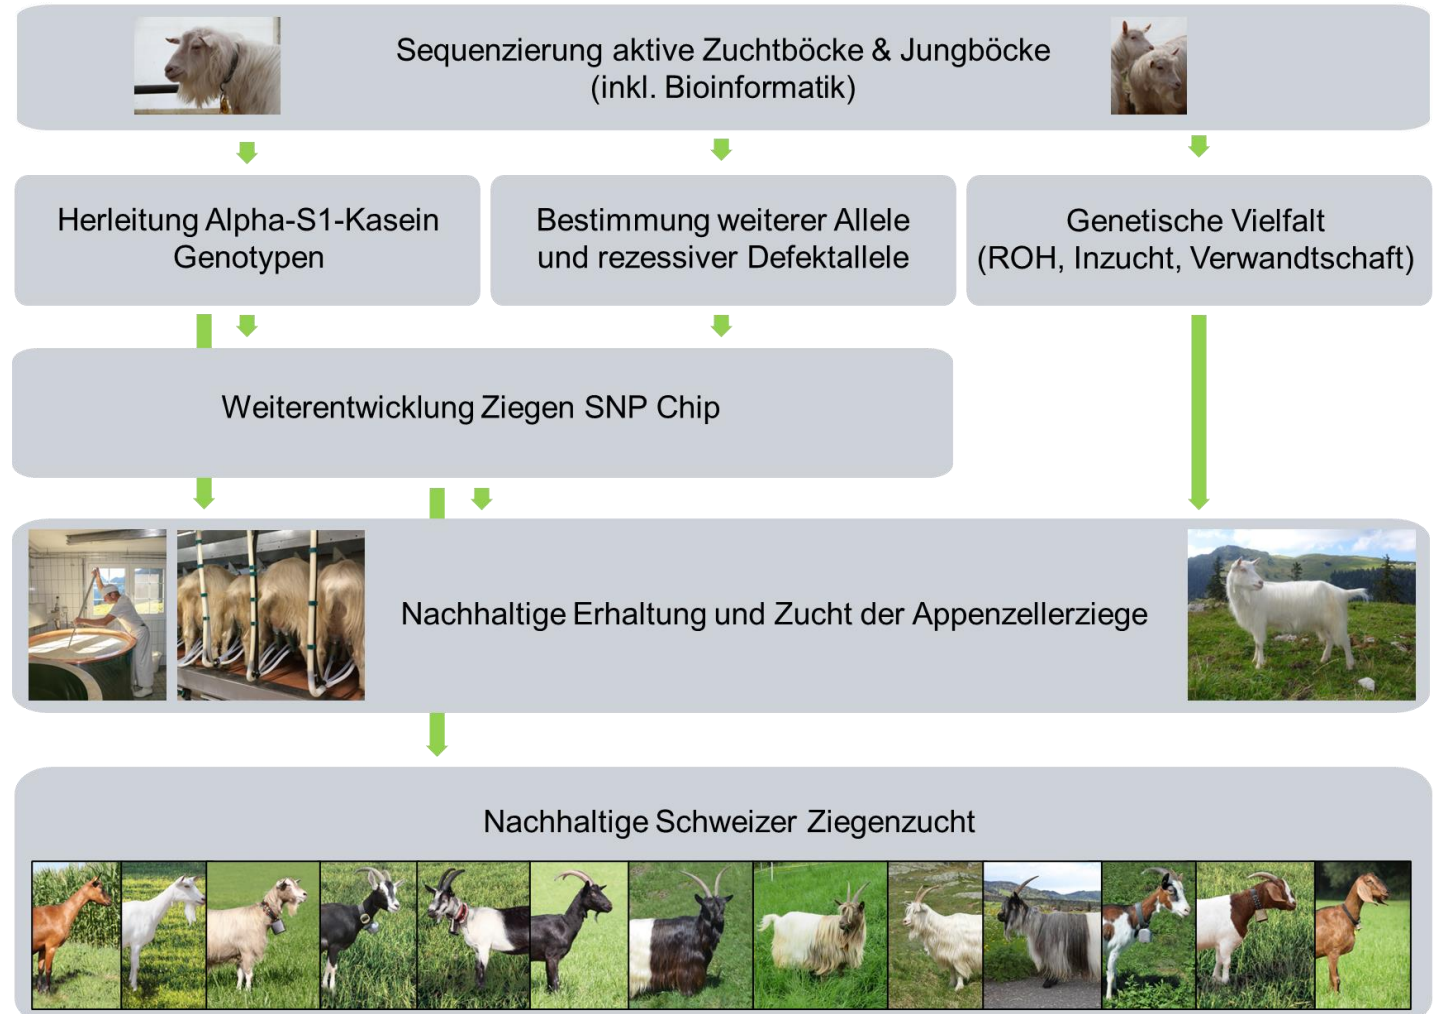 Sequenzierung aktive Zuchtböcke & Jungböcke
(inkl. Bioinformatik)
Herleitung Alpha-S1-Kasein
Genotypen
Bestimmung weiterer Allele
und rezessiver Defektallele
Genetische Vielfalt
(ROH, Inzucht, Verwandtschaft)
Weiterentwicklung Ziegen SNP Chip
Nachhaltige Erhaltung und Zucht der Appenzellerziege
Nachhaltige Schweizer Ziegenzucht